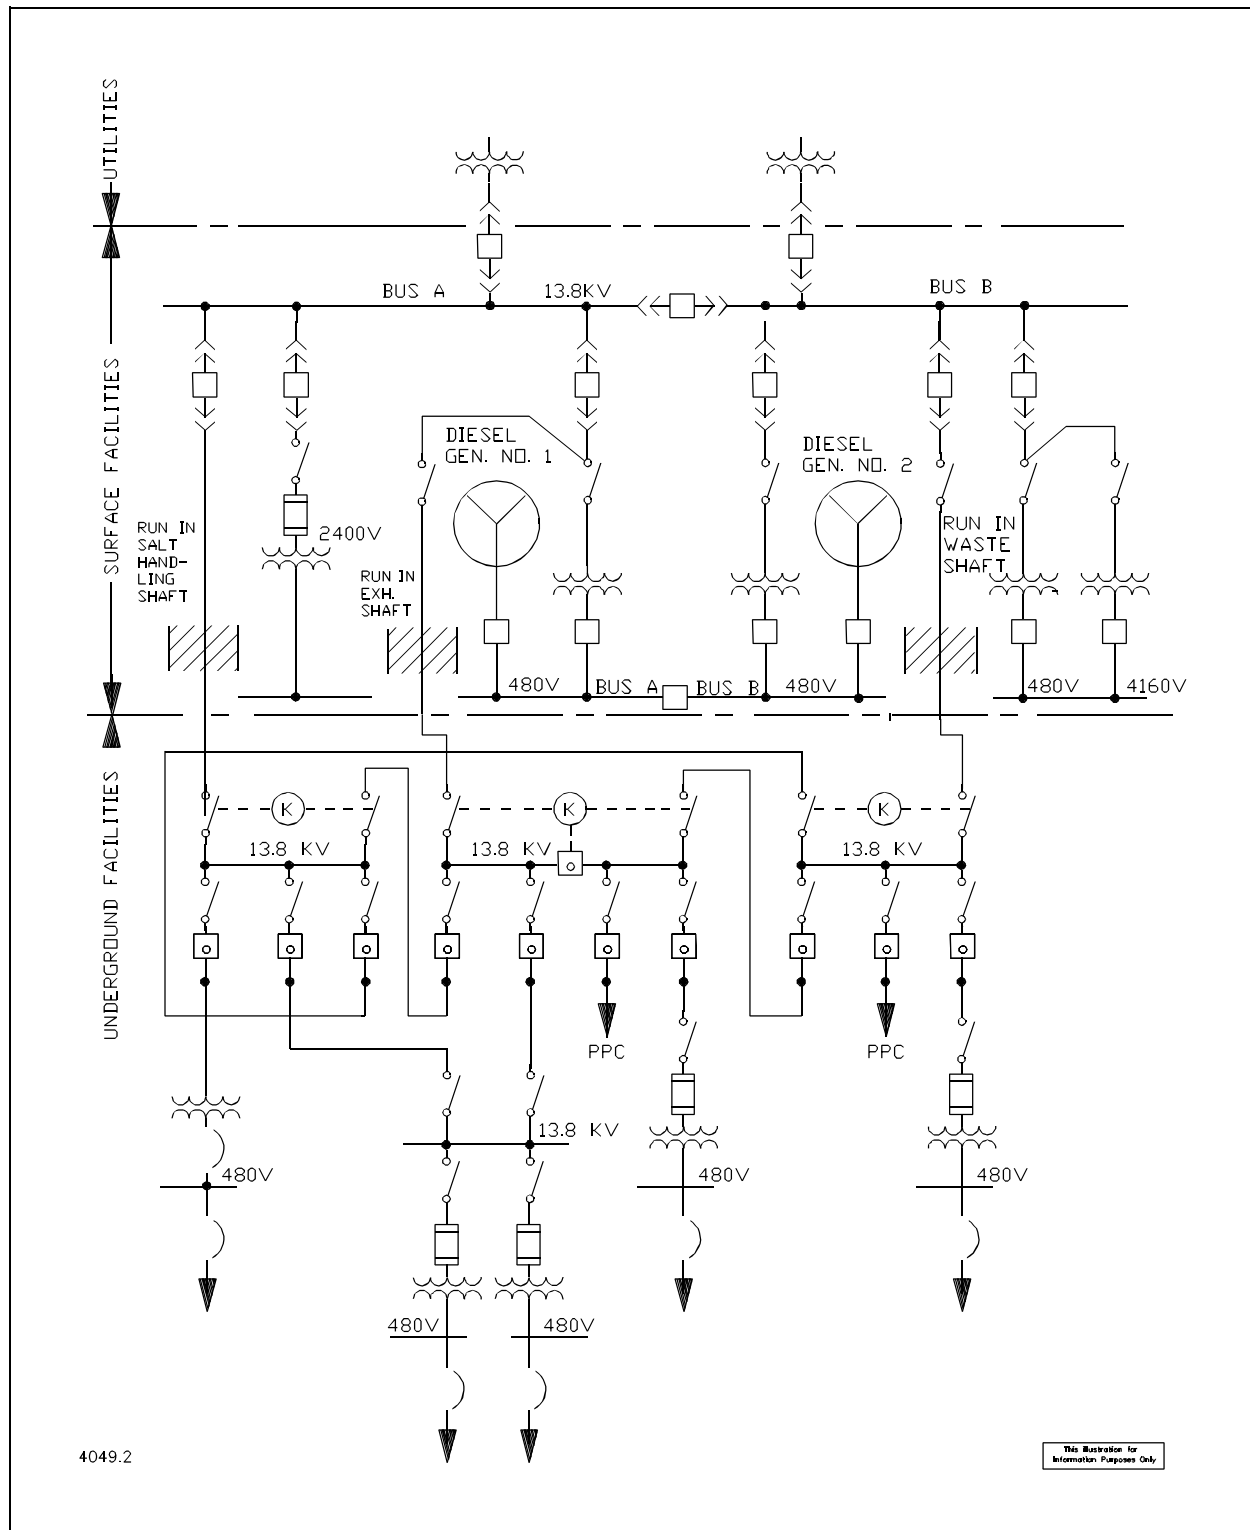 UTILITIES
BUS A
13.8KV
BUS B
SURFACE FACILITIES
DIESEL
GEN. NO. 1
DIESEL
GEN. NO. 2
RUN IN
SALT
HAND-
LING
SHAFT
2400V
RUN IN
EXH.
SHAFT
RUN IN
WASTE
SHAFT
480V
BUS A
BUS B
480V
480V
4160V
UNDERGROUND FACILITIES
K
K
K
13.8 KV
13.8 KV
13.8 KV
PPC
PPC
13.8 KV
480V
480V
480V
480V
480V
4049.2
This Illustration for
Information Purposes Only